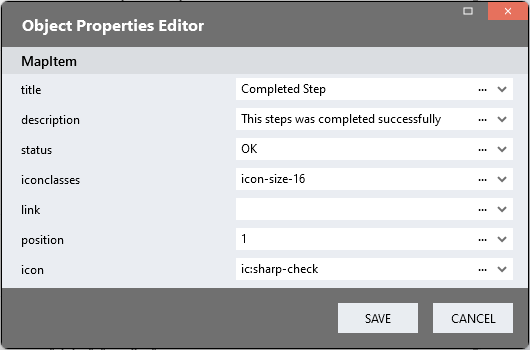 Object Properties Editor
MapItem
title Completed Step ...
description This steps was completed successfully ...
status OK ...
iconclasses icon-size-16 ...
link ...
position 1 ...
icon ic:sharp-check ...
SAVE CANCEL